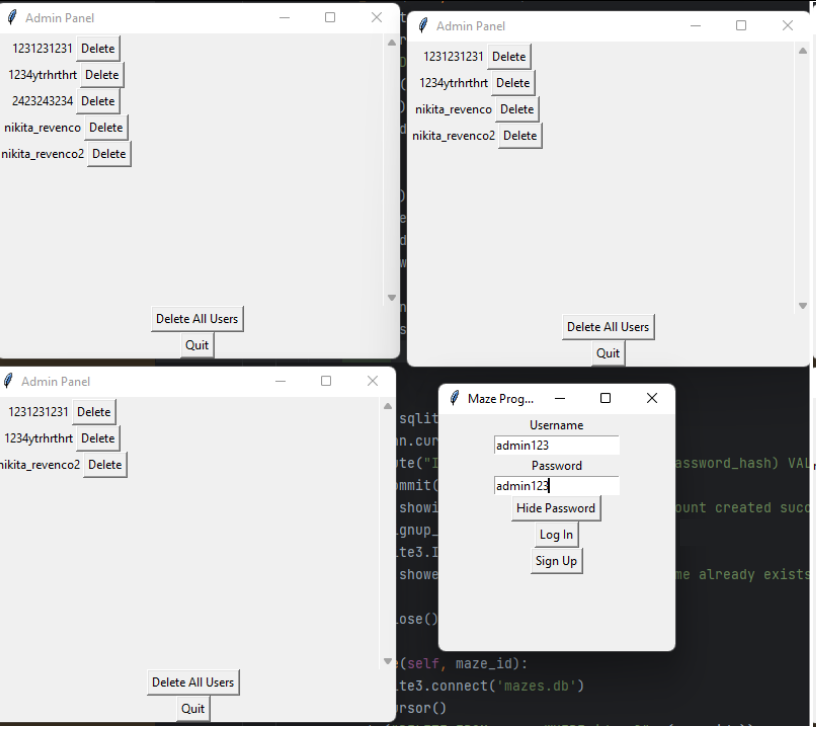 Admin Panel
1231231231 Delete
1234ytrhrthrt Delete
2423243234 Delete
nikita_revenco Delete
nikita_revenco2 Delete
Delete All Users
Quit
Admin Panel
1231231231 Delete
1234ytrhrthrt Delete
nikita_revenco Delete
nikita_revenco2 Delete
Delete All Users
Quit
Admin Panel
1231231231 Delete
1234ytrhrthrt Delete
nikita_revenco2 Delete
Delete All Users
Quit
Maze Prog...
Username
admin123
Password
admin123
Hide Password
Log In
Sign Up
sqlit
n.cur
te("I
assword_hash) VAL
mmit(
showi
ount created succ
ignup_
te3.I
showe
me already exists
lose()
e(self, maze_id):
te3.connect('mazes.db')
rsor()